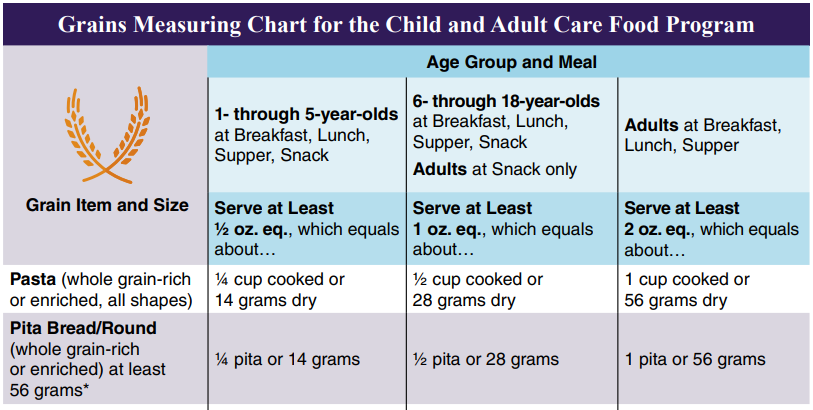 Grains Measuring Chart for the Child and Adult Care Food Program
Grain Item and Size
Age Group and Meal
1- through 5-year-olds
at Breakfast, Lunch,
Supper, Snack
6- through 18-year-olds
at Breakfast, Lunch,
Supper, Snack
Adults at Snack only
Adults at Breakfast,
Lunch, Supper
Serve at Least
½ oz. eq., which equals
about…
Serve at Least
1 oz. eq., which equals
about…
Serve at Least
2 oz. eq., which equals
about…
Pasta (whole grain-rich
or enriched, all shapes)
¼ cup cooked or
14 grams dry
½ cup cooked or
28 grams dry
1 cup cooked or
56 grams dry
Pita Bread/Round
(whole grain-rich
or enriched) at least
56 grams*
¼ pita or 14 grams
½ pita or 28 grams
1 pita or 56 grams